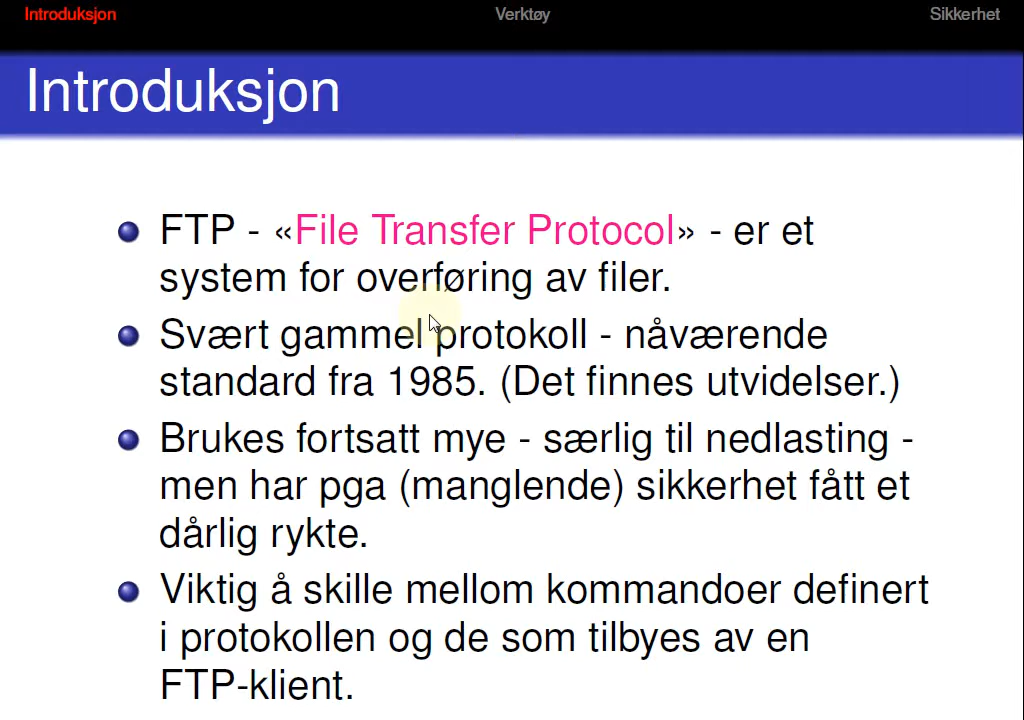 Introduksjon Verktøy Sikkerhet
Introduksjon
FTP - «File Transfer Protocol» - er et
system for overføring av filer.
Svært gammel protokoll - nåværende
standard fra 1985. (Det finnes utvidelser.)
Brukes fortsatt mye - særlig til nedlasting -
men har pga (manglende) sikkerhet fått et
dårlig rykte.
Viktig å skille mellom kommandoer definert
i protokollen og de som tilbyes av en
FTP-klient.